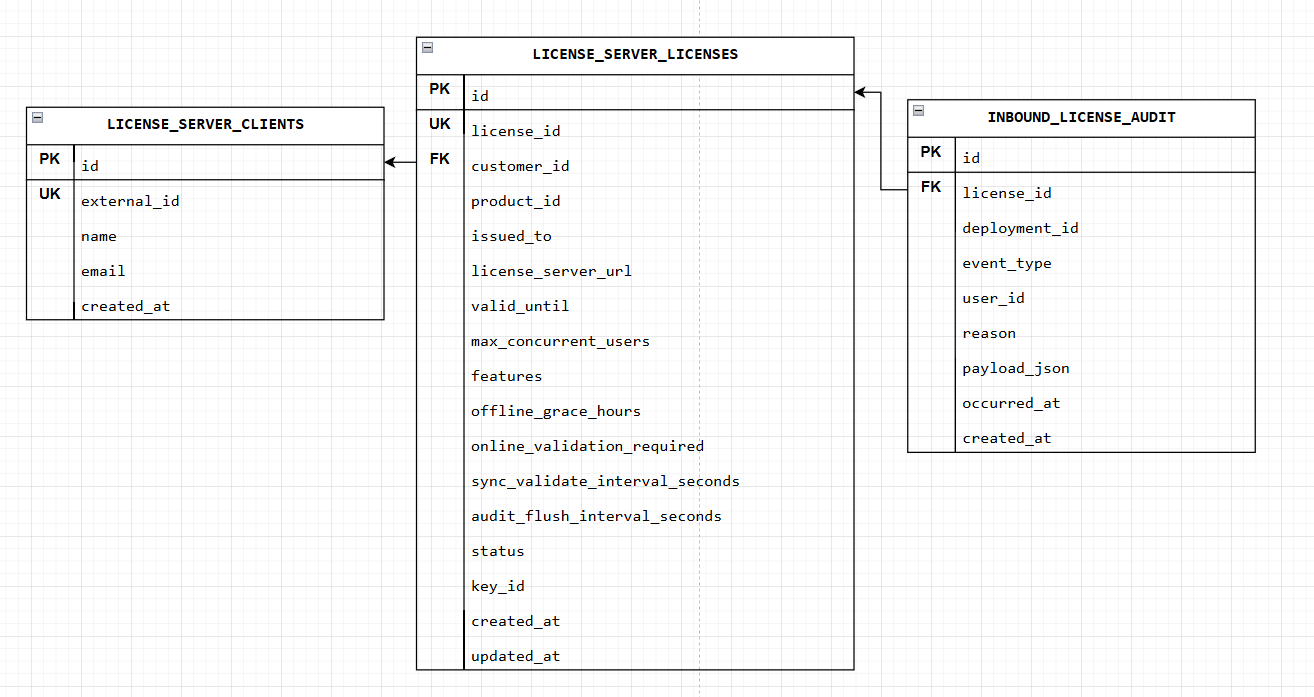 LICENSE_SERVER_CLIENTS
PK id
UK external_id
name
email
created_at
LICENSE_SERVER_LICENSES
PK id
UK license_id
FK customer_id
product_id
issued_to
license_server_url
valid_until
max_concurrent_users
features
offline_grace_hours
online_validation_required
sync_validate_interval_seconds
audit_flush_interval_seconds
status
key_id
created_at
updated_at
INBOUND_LICENSE_AUDIT
PK id
FK license_id
deployment_id
event_type
user_id
reason
payload_json
occurred_at
created_at